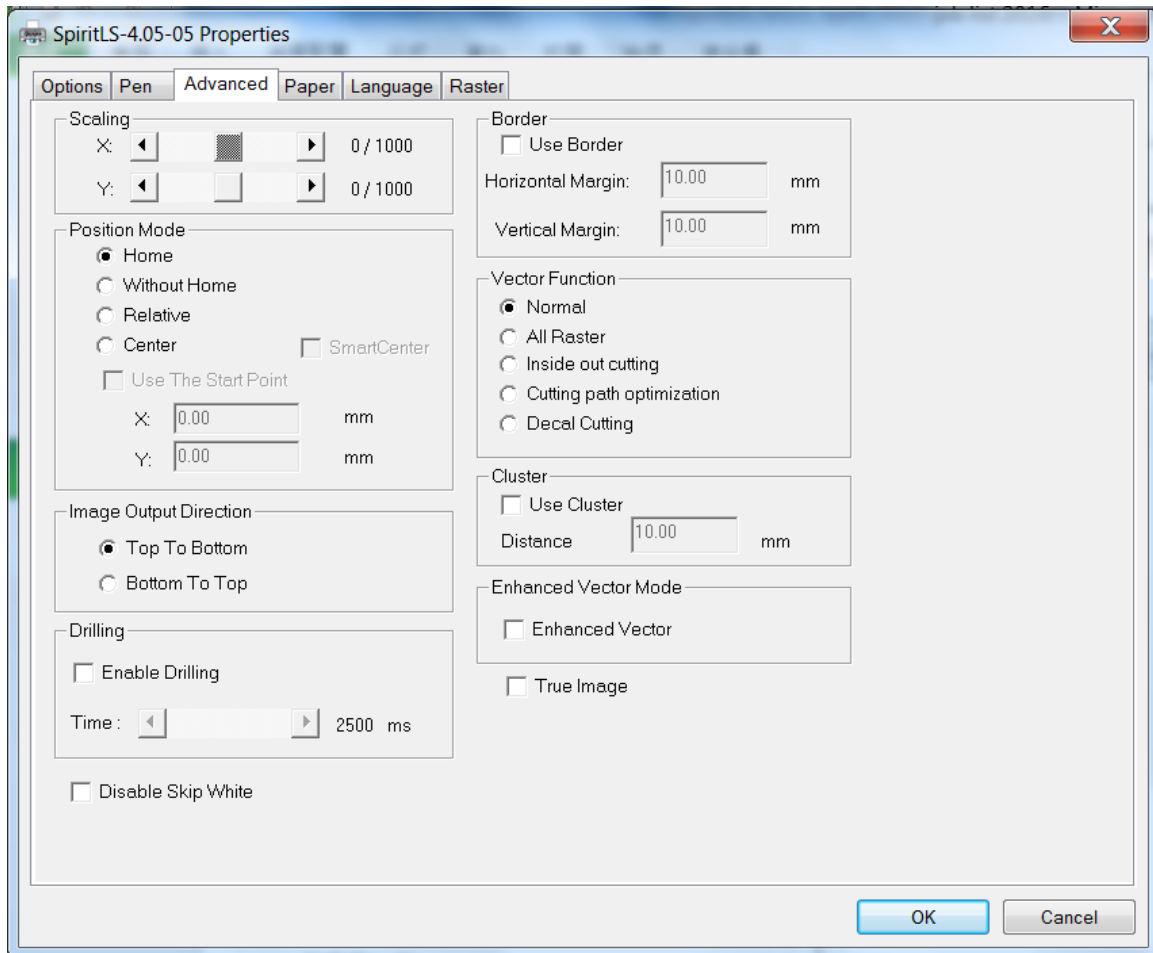 SpiritLS-4.05-05 Properties
Options Pen Advanced Paper Language Raster
Scaling
X: 0 / 1000
Y: 0 / 1000
Position Mode
Home
Without Home
Relative
Center SmartCenter
Use The Start Point
X: 0.00 mm
Y: 0.00 mm
Image Output Direction
Top To Bottom
Bottom To Top
Drilling
Enable Drilling
Time : 2500 ms
Disable Skip White
Border
Use Border
Horizontal Margin: 10.00 mm
Vertical Margin: 10.00 mm
Vector Function
Normal
All Raster
Inside out cutting
Cutting path optimization
Decal Cutting
Cluster
Use Cluster
Distance 10.00 mm
Enhanced Vector Mode
Enhanced Vector
True Image
OK Cancel